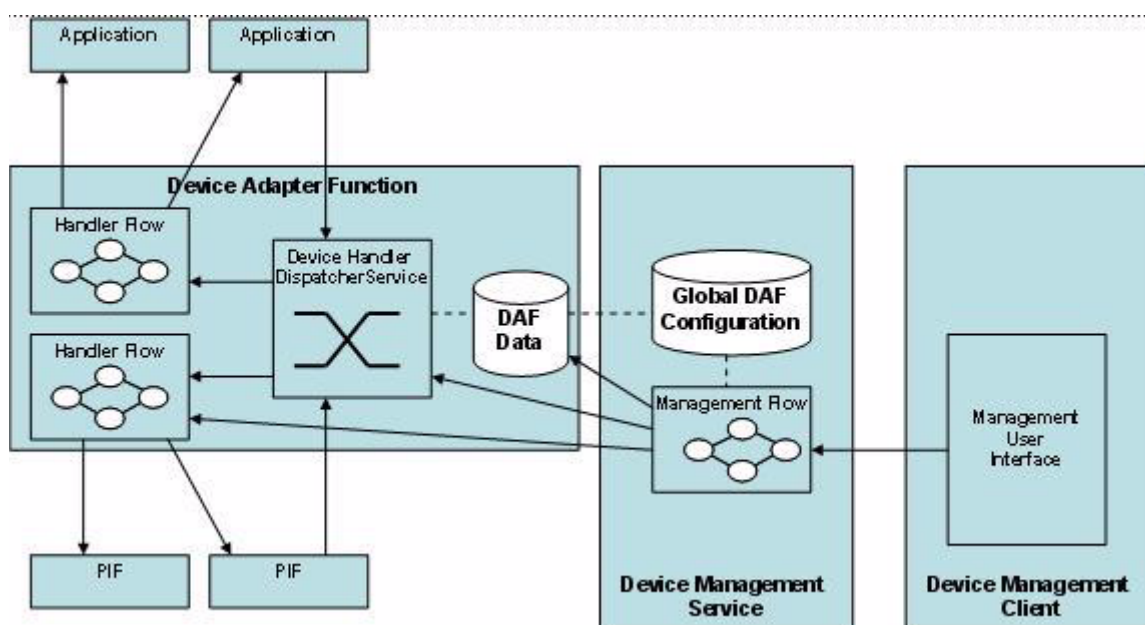 Application
Application
Device Adapter Function
Handler Flow
Device Handler
DispatcherService
DAF
Data
Global DAF
Configuration
Handler Flow
Management Flow
Management
User
Interface
PIF
PIF
Device Management
Service
Device Management
Client